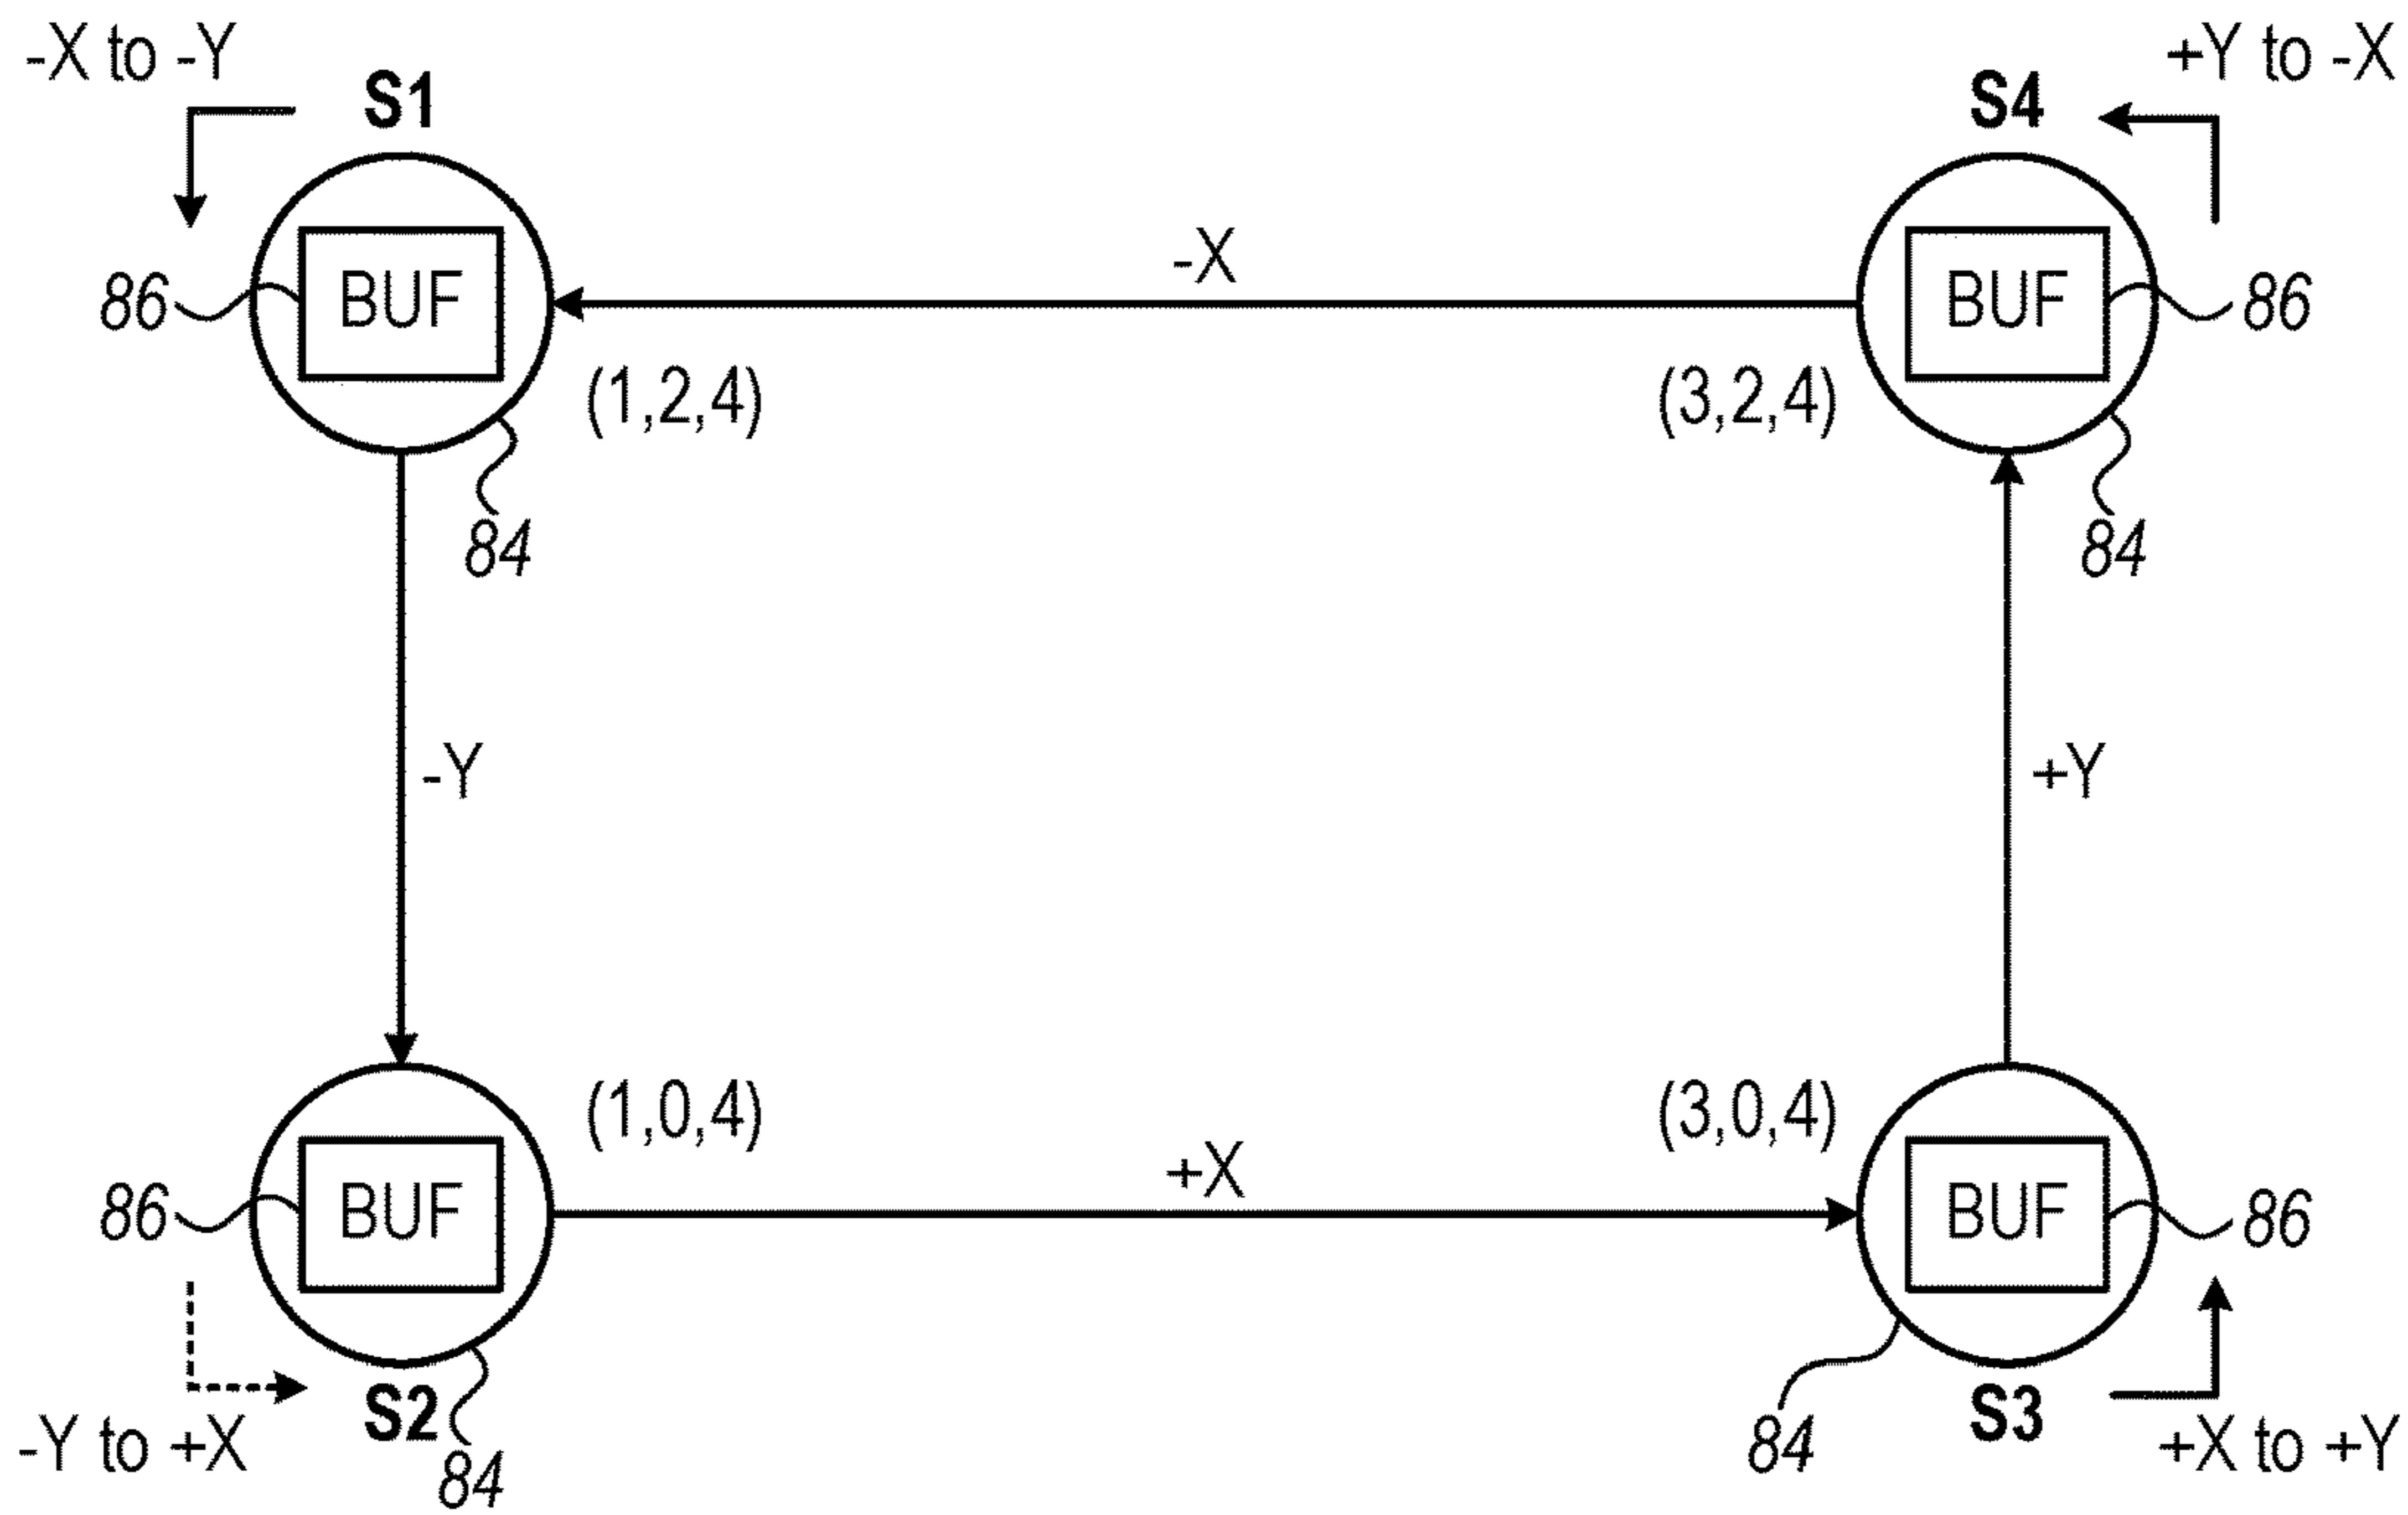 -X to -Y
S1
S4
+Y to -X
-X
86
BUF
BUF
86
(1,2,4)
(3,2,4)
84
84
-Y
+Y
(1,0,4)
(3,0,4)
+X
86
BUF
BUF
86
S2
S3
-Y to +X
84
84
+X to +Y